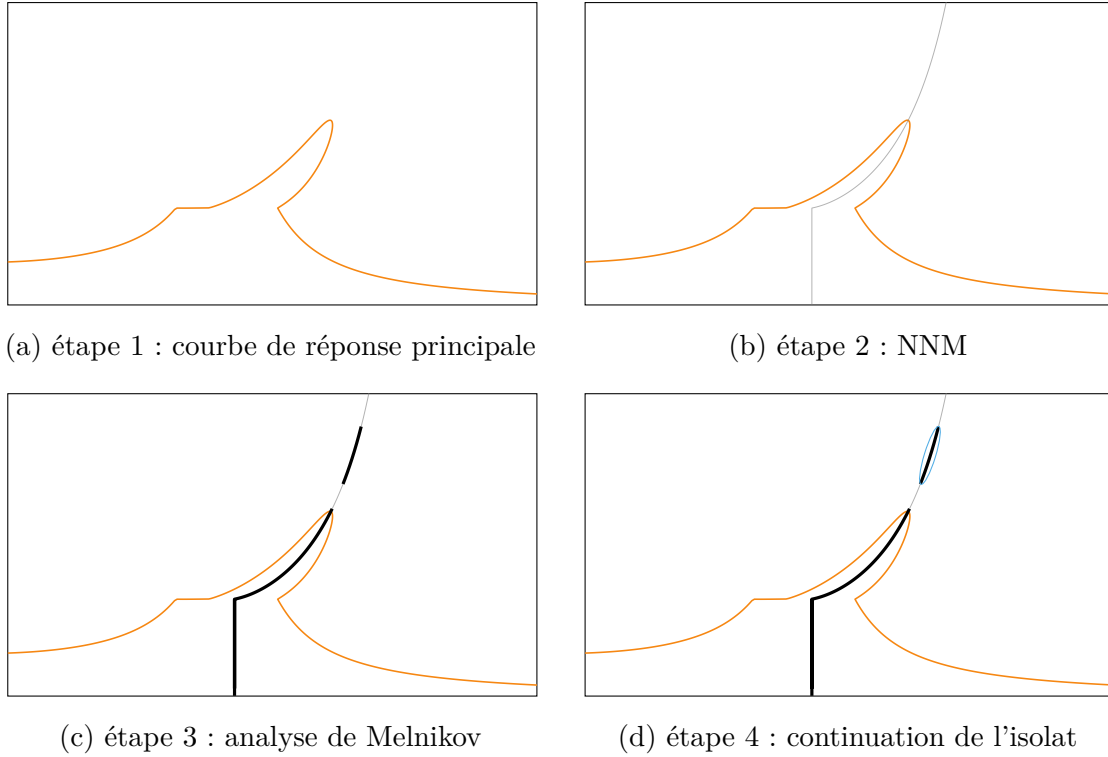 (a) étape 1 : courbe de réponse principale
(b) étape 2 : NNM
(c) étape 3 : analyse de Melnikov
(d) étape 4 : continuation de l'isolat